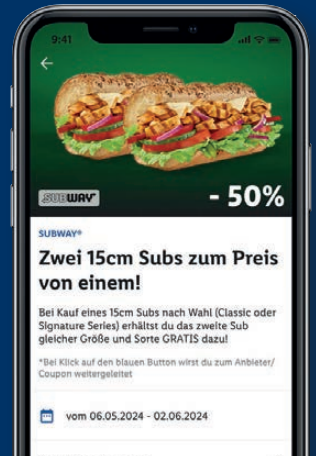 9:41
SUBWAY
- 50%
SUBWAY®
Zwei 15cm Subs zum Preis
von einem!
Bei Kauf eines 15cm Subs nach Wahl (Classic oder
Signature Series) erhältst du das zweite Sub
gleicher Größe und Sorte GRATIS dazu!
*Bei Klick auf den blauen Button wirst du zum Anbieter/
Coupon weitergeleitet
vom 06.05.2024 - 02.06.2024